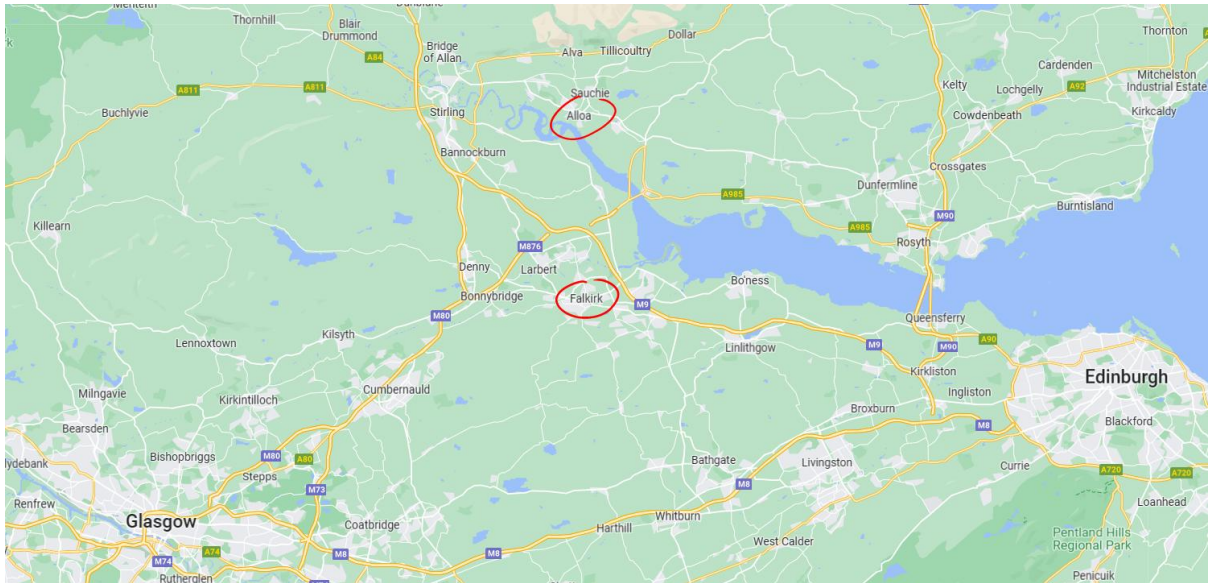 Menteith
Dunblane
Thornhill
Blair
Drummond
A84
Bridge
of Allan
Alva
Tillicoultry
Dollar
Thornton
Cardenden
Kelty
Lochgelly
A92
Mitchelston
Industrial Estate
Kirkcaldy
A811
A811
Buchlyvie
Stirling
Sauchie
Alloa
Cowdenbeath
Bannockburn
Crossgates
Dunfermline
A985
Burntisland
M90
Killearn
A985
Rosyth
M876
Denny
Larbert
Bo'ness
Bonnybridge
Falkirk
M9
M80
Queensferry
Kilsyth
Lennoxtown
Linlithgow
M9
M90
A90
Kirkliston
Edinburgh
Milngavie
Kirkintilloch
Cumbernauld
Ingliston
Broxburn
Blackford
Bearsden
M8
Bishopbriggs
M80
A80
Stepps
Bathgate
Livingston
Currie
A720
A720
M73
M8
Renfrew
Loanhead
Glasgow
Coatbridge
Whitburn
Harthill
Pentland Hills
Regional Park
West Calder
A74
M8
M8
M74
Rutherglen
Penicuik